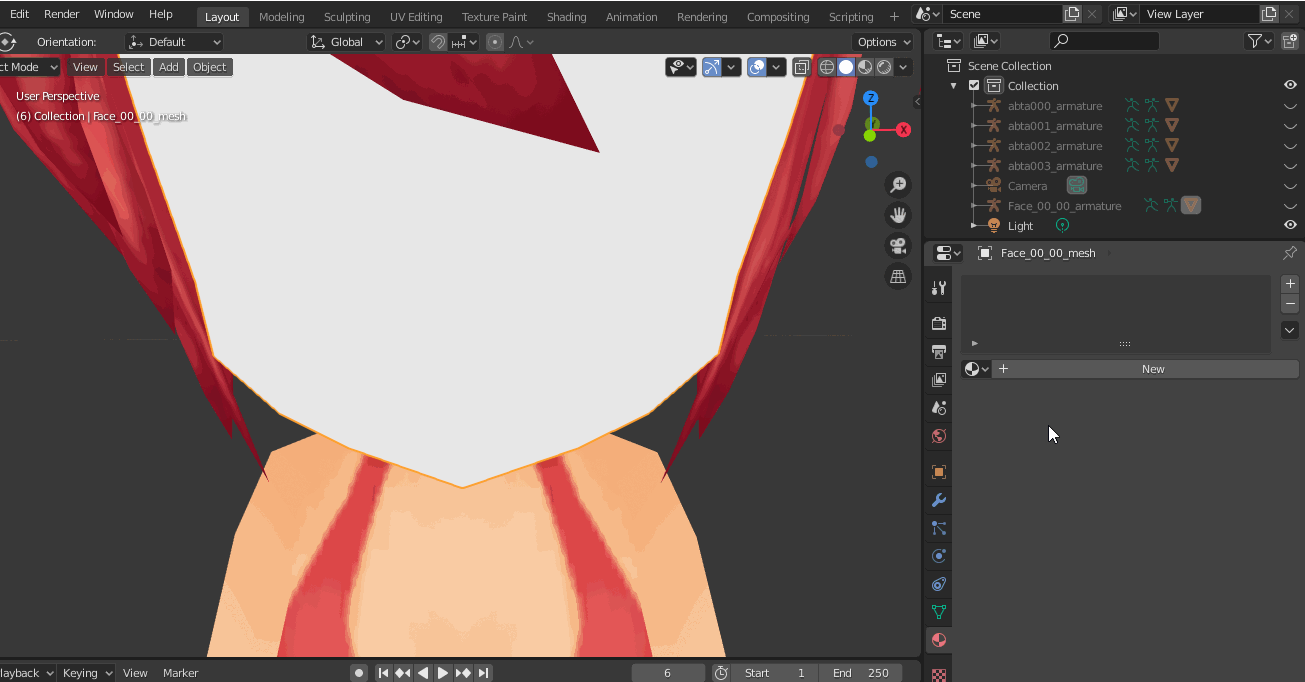 Edit Render Window Help Layout Modeling Sculpting UV Editing Texture Paint Shading Animation Rendering Compositing Scripting + Scene View Layer
Orientation: Default Global Options
ct Mode View Select Add Object
User Perspective
(6) Collection | Face_00_00_mesh
Z
Y
X
Scene Collection
Collection
abta000_armature
abta001_armature
abta002_armature
abta003_armature
Camera
Face_00_00_armature
Light
Face_00_00_mesh
+ New
layback Keying View Marker 6 Start 1 End 250